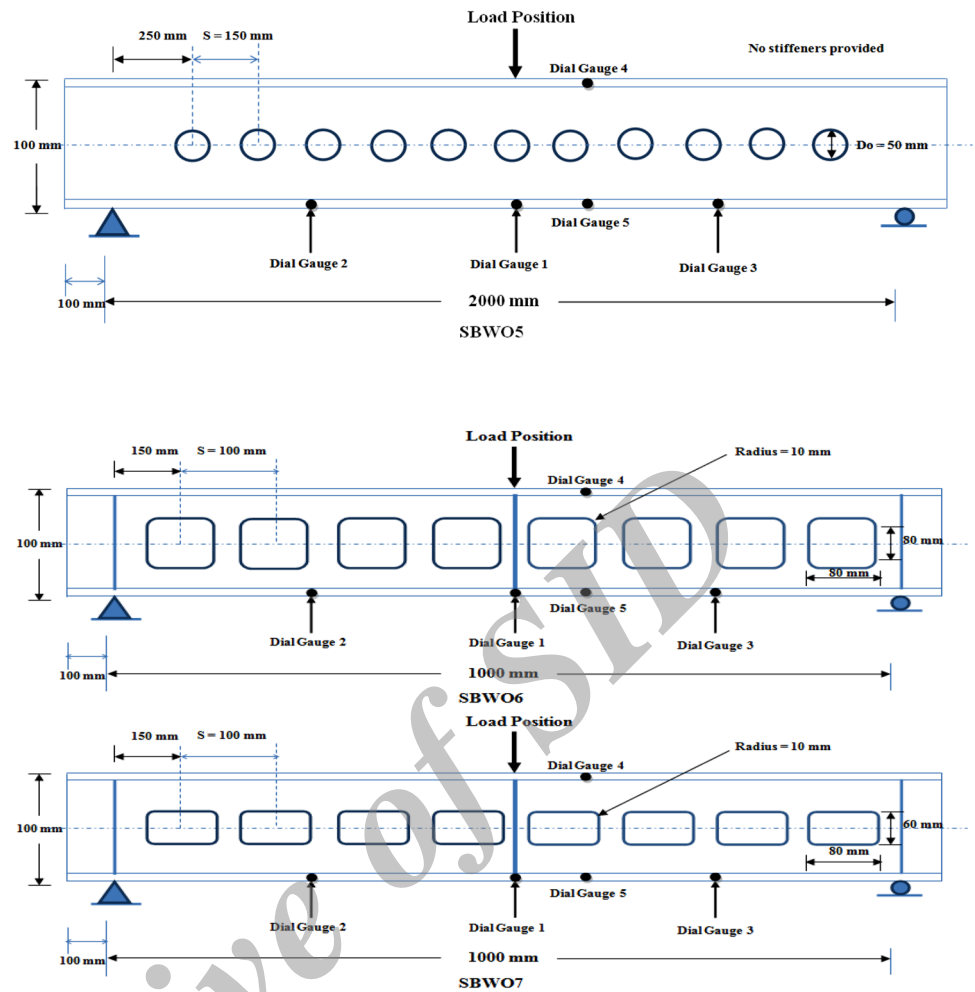 Load Position
250 mm
S = 150 mm
No stiffeners provided
Dial Gauge 4
100 mm
Do = 50 mm
Dial Gauge 5
Dial Gauge 2
Dial Gauge 1
Dial Gauge 3
100 mm
2000 mm
SBWO5
Load Position
150 mm
S = 100 mm
Radius = 10 mm
Dial Gauge 4
100 mm
80 mm
80 mm
Dial Gauge 5
Dial Gauge 2
Dial Gauge 1
Dial Gauge 3
100 mm
1000 mm
SBWO6
Load Position
150 mm
S = 100 mm
Radius = 10 mm
Dial Gauge 4
100 mm
60 mm
80 mm
Dial Gauge 5
Dial Gauge 2
Dial Gauge 1
Dial Gauge 3
100 mm
1000 mm
SBWO7
ive of SID